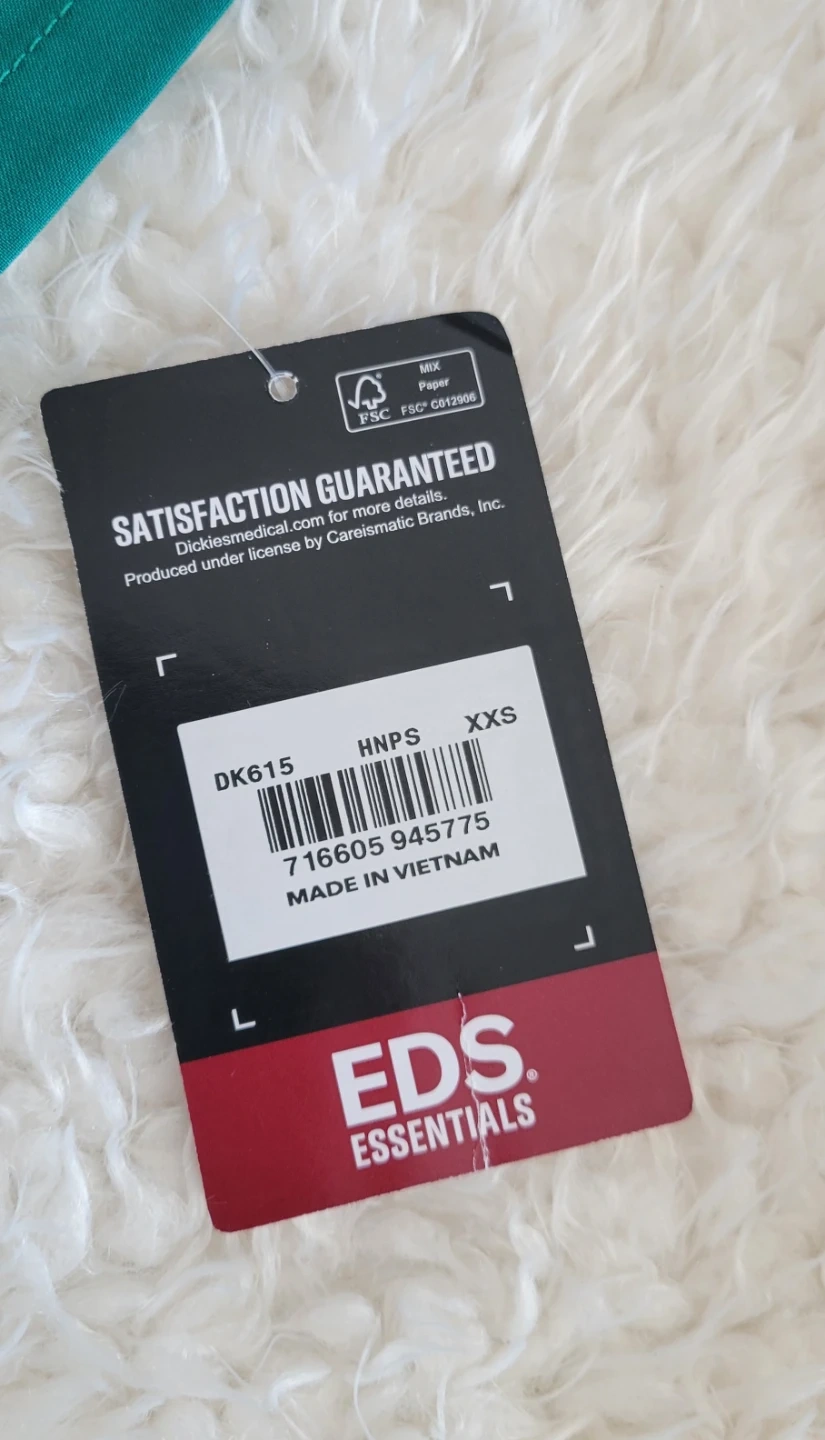 MIX
Paper
FSC® C012906
FSC
SATISFACTION GUARANTEED
Dickiesmedical.com for more details.
Produced under license by Careismatic Brands, Inc.
DK615 HNPS XXS
716605 945775
MADE IN VIETNAM
EDS®
ESSENTIALS